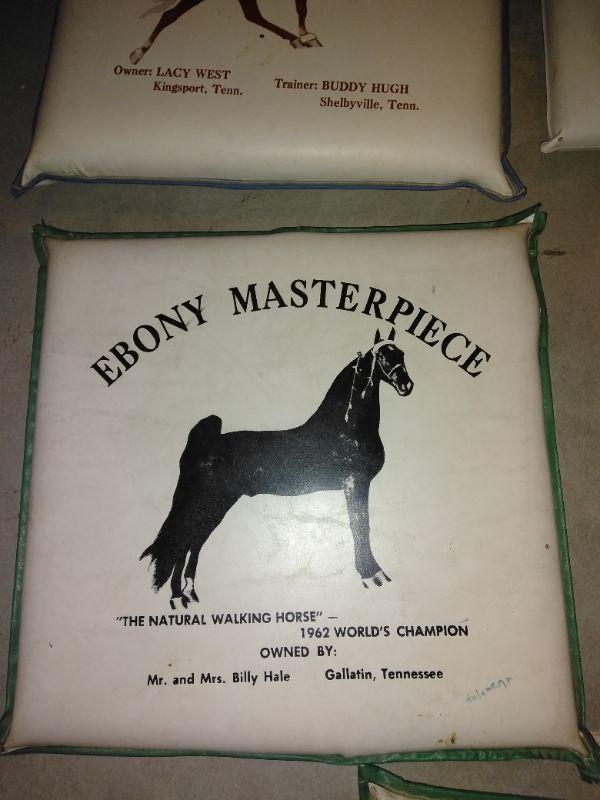 Owner: LACY WEST
Kingsport, Tenn.
Trainer: BUDDY HUGH
Shelbyville, Tenn.
EBONY MASTERPIECE
"THE NATURAL WALKING HORSE" —
1962 WORLD'S CHAMPION
OWNED BY:
Mr. and Mrs. Billy Hale Gallatin, Tennessee